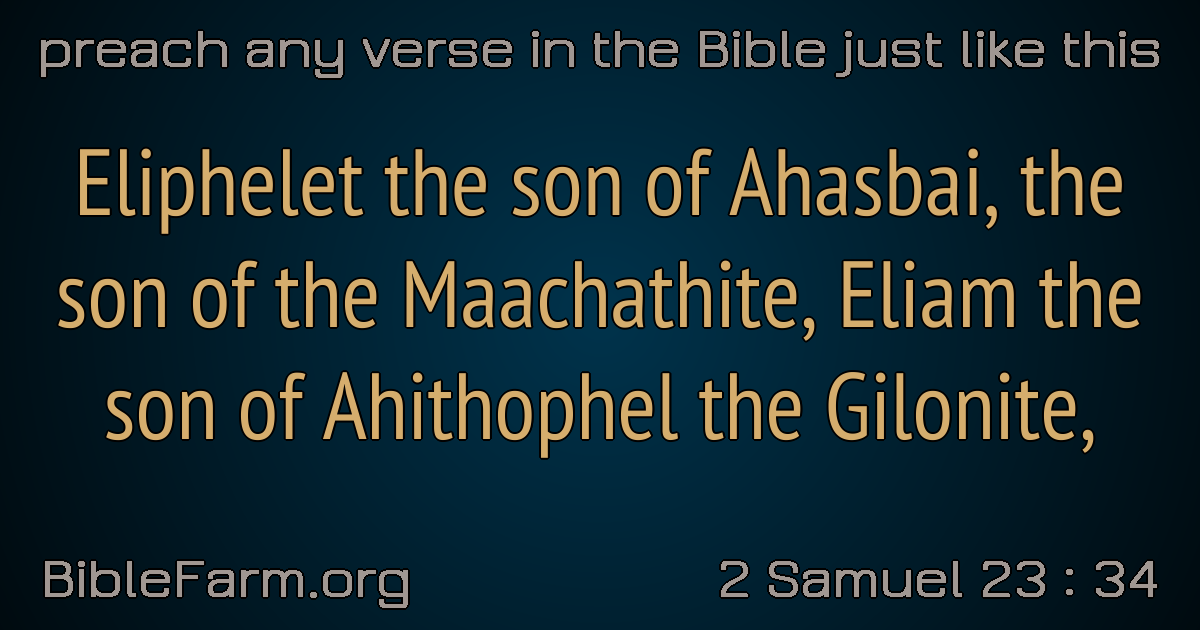 preach any verse in the Bible just like this
Eliphelet the son of Ahasbai, the
son of the Maachathite, Eliam the
son of Ahithophel the Gilonite,
BibleFarm.org
2 Samuel 23 : 34